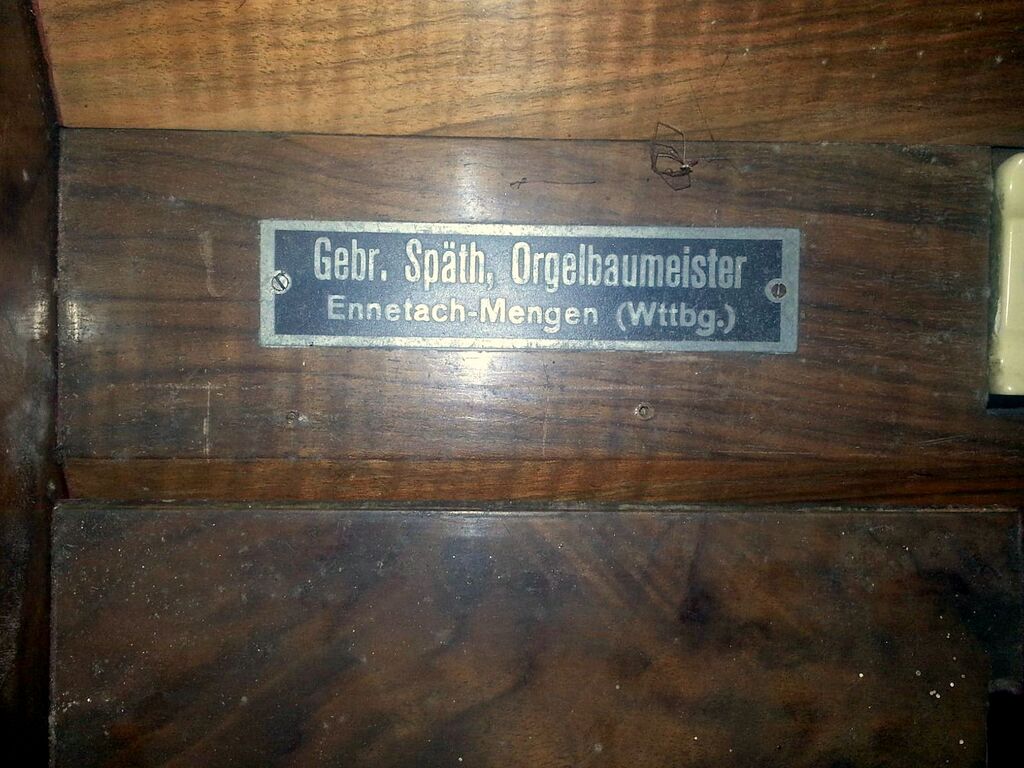 Gebr. Späth, Orgelbaumeister
Ennetach-Mengen (Wttbg.)